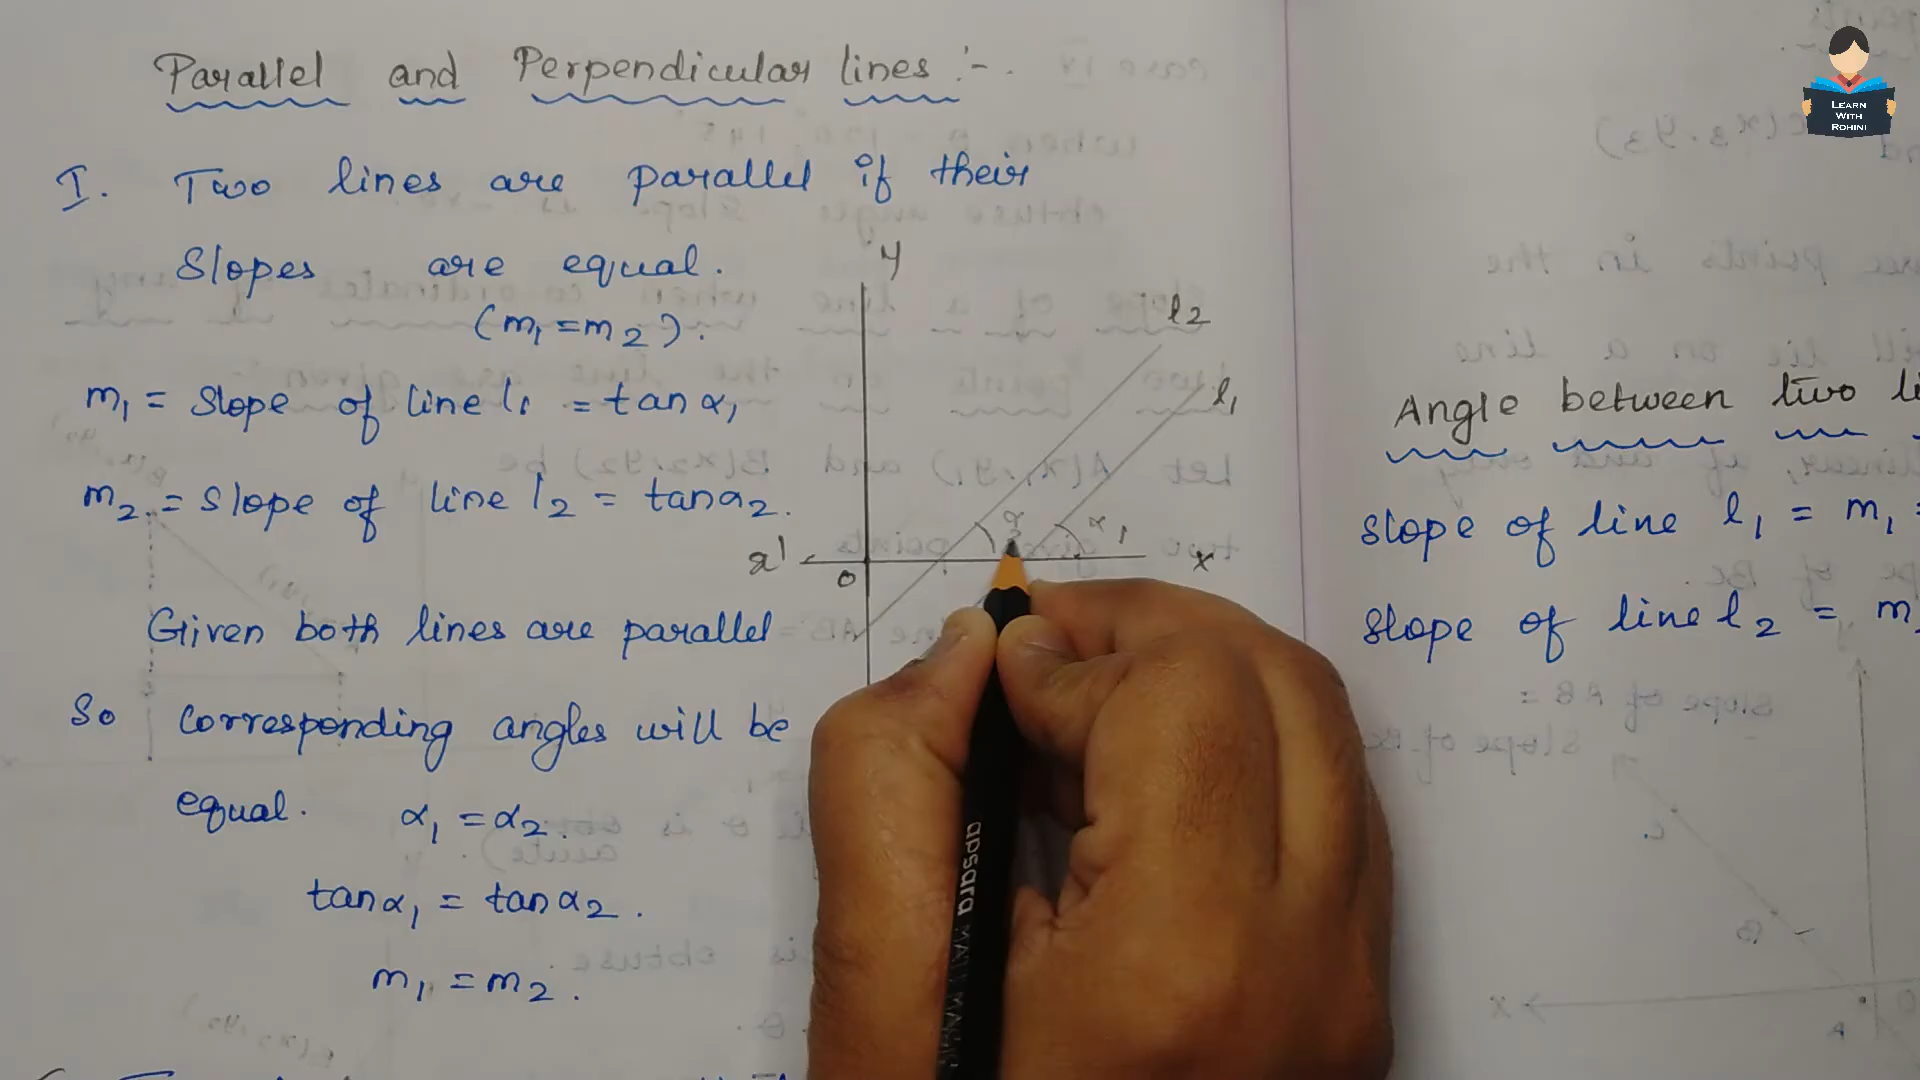 Parallel and Perpendicular lines :-.
I. Two lines are parallel if their
Slopes are equal.
(m₁ = m₂).
m₁ = Slope of line l₁ = tan α₁
m₂ = Slope of line l₂ = tan α₂.
Given both lines are parallel
So corresponding angles will be
equal. α₁ = α₂.
tan α₁ = tan α₂.
m₁ = m₂.
y
l₂
l₁
α₁
x'
o
x
Angle between two
Slope of line l₁ = m₁ =
Slope of line l₂ = m
LEARN
WITH
ROHINI
apsara